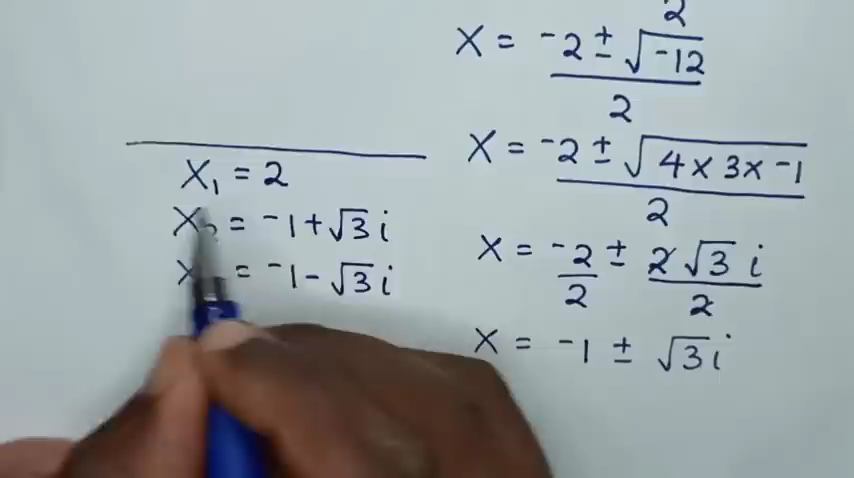 X₁ = 2
X₂ = -1 + √3 i
X = -1 - √3 i
2
X = (-2 ± √-12) / 2
X = (-2 ± √(4 x 3 x -1)) / 2
X = -2/2 ± 2√3 i / 2
X = -1 ± √3 i